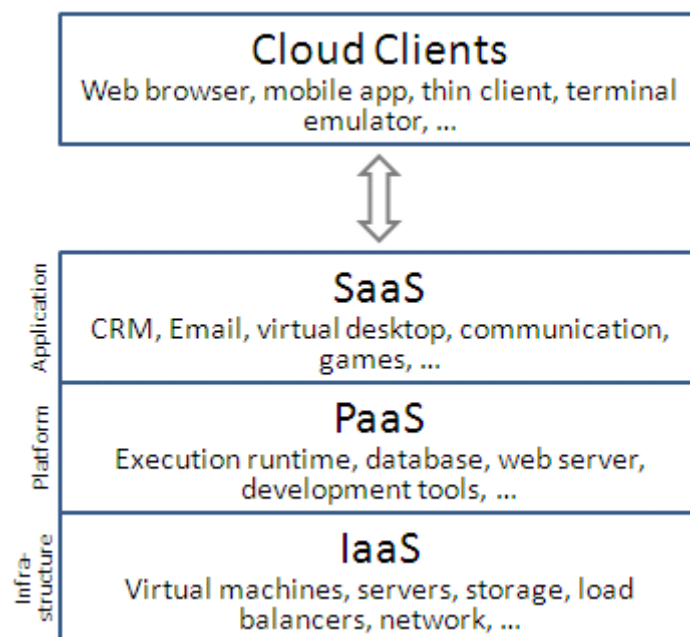 Cloud Clients
Web browser, mobile app, thin client, terminal
emulator, ...
Application
SaaS
CRM, Email, virtual desktop, communication,
games, ...
Platform
PaaS
Execution runtime, database, web server,
development tools, ...
Infra-
structure
IaaS
Virtual machines, servers, storage, load
balancers, network, ...